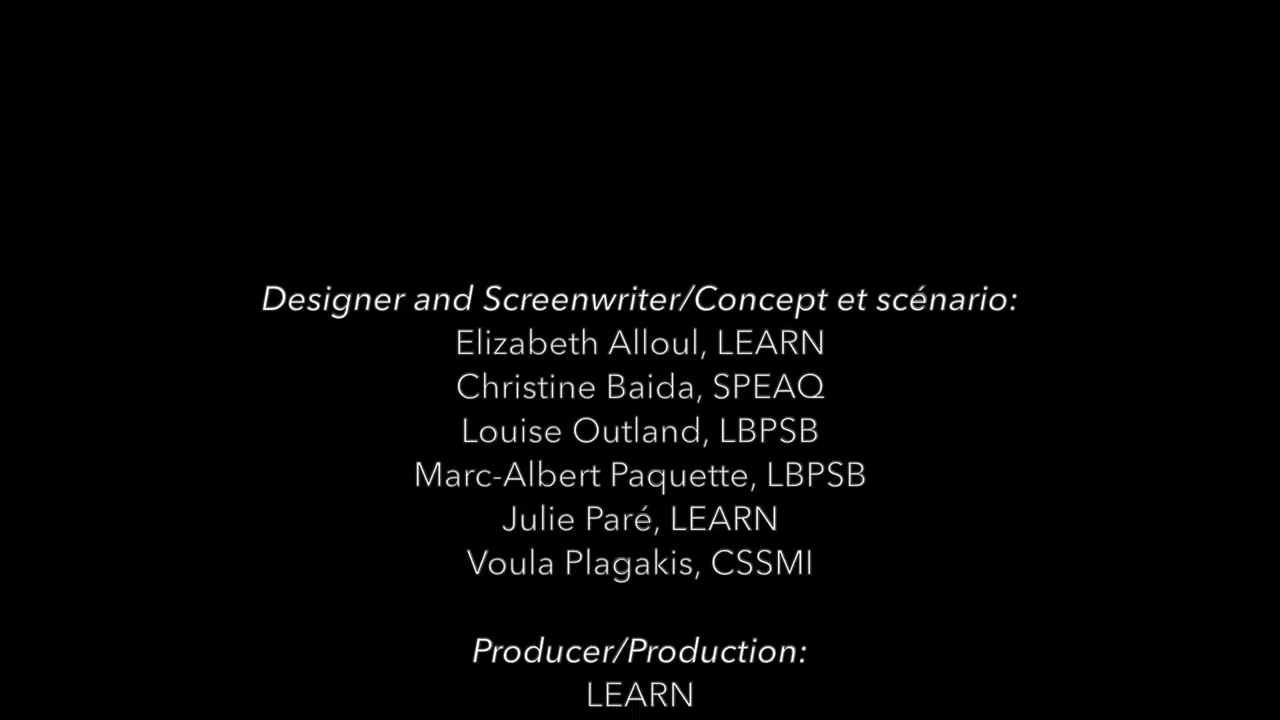 Designer and Screenwriter/Concept et scénario:
Elizabeth Alloul, LEARN
Christine Baida, SPEAQ
Louise Outland, LBPSB
Marc-Albert Paquette, LBPSB
Julie Paré, LEARN
Voula Plagakis, CSSMI
Producer/Production:
LEARN